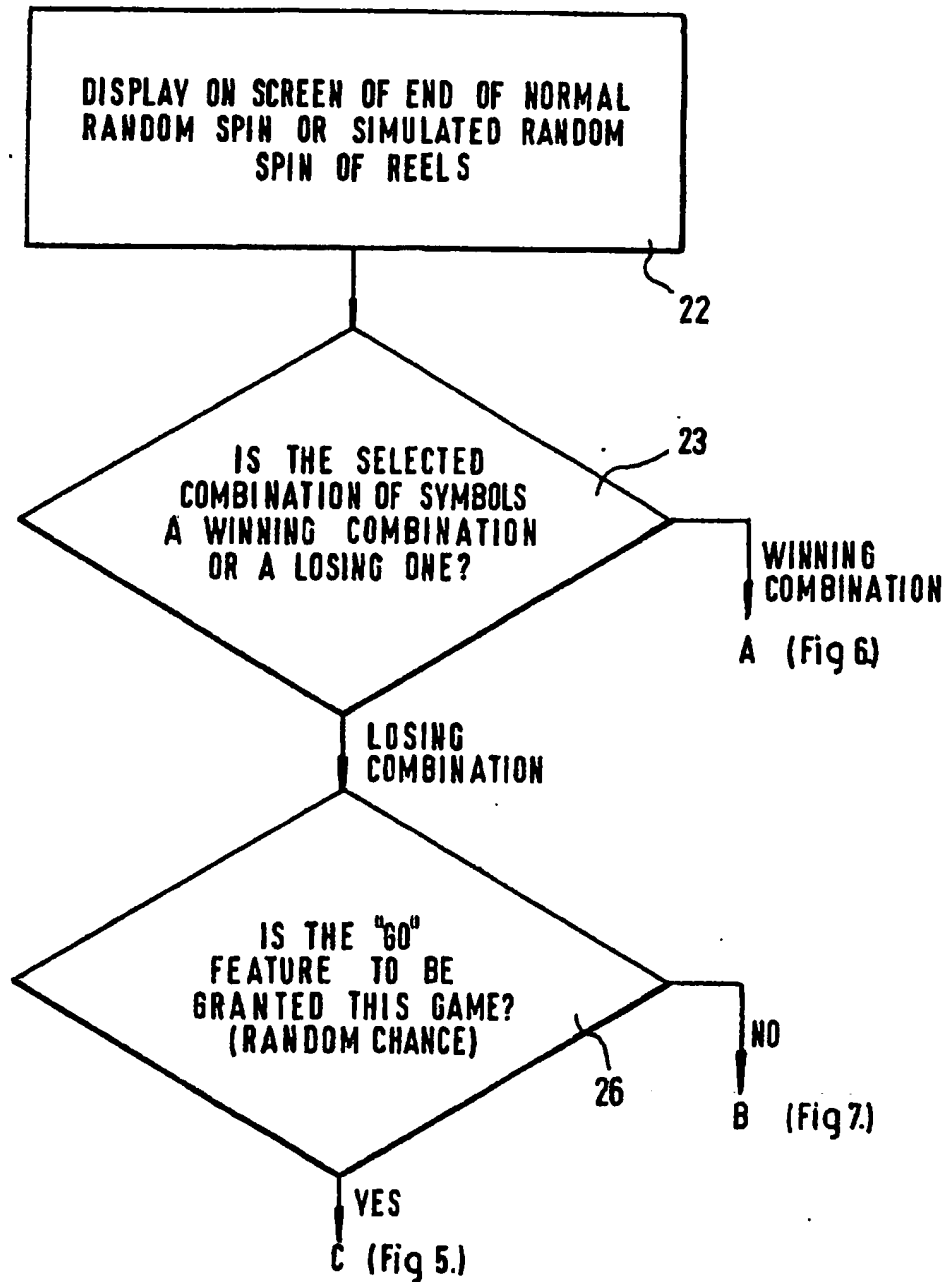 DISPLAY ON SCREEN OF END OF NORMAL
RANDOM SPIN OR SIMULATED RANDOM
SPIN OF REELS
22
IS THE SELECTED
COMBINATION OF SYMBOLS
A WINNING COMBINATION
OR A LOSING ONE?
23
WINNING
COMBINATION
A (Fig 6.)
LOSING
COMBINATION
IS THE "GO"
FEATURE TO BE
GRANTED THIS GAME?
(RANDOM CHANCE)
26
NO
B (Fig 7.)
YES
C (Fig 5.)